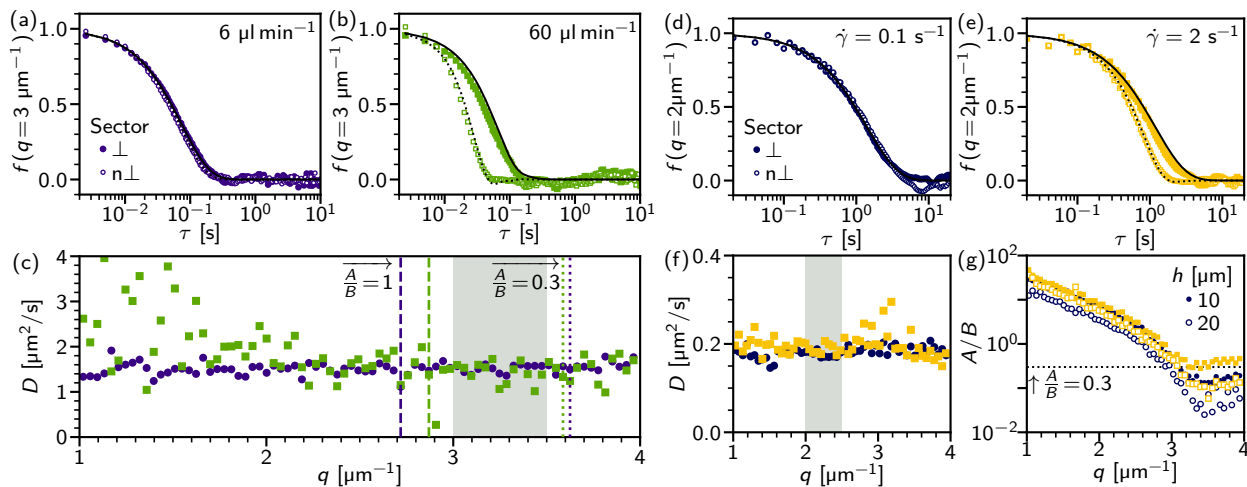 (a)
6 μl min⁻¹
f(q=3 μm⁻¹)
1.0
0.5
0.0
Sector
⊥
n⊥
10⁻² 10⁻¹ 10⁰ 10¹
τ [s]
(b)
60 μl min⁻¹
f(q=3 μm⁻¹)
1.0
0.5
0.0
10⁻² 10⁻¹ 10⁰ 10¹
τ [s]
(d)
γ̇ = 0.1 s⁻¹
f(q=2μm⁻¹)
1.0
0.5
0.0
Sector
⊥
n⊥
10⁻¹ 10⁰ 10¹
τ [s]
(e)
γ̇ = 2 s⁻¹
f(q=2μm⁻¹)
1.0
0.5
0.0
10⁻¹ 10⁰ 10¹
τ [s]
(c)
D [μm²/s]
4
3
2
1
0
A/B=1
A/B=0.3
1 2 3 4
q [μm⁻¹]
(f)
D [μm²/s]
0.4
0.2
0.0
1 2 3 4
q [μm⁻¹]
(g)
A/B
10²
10⁰
10⁻²
h [μm]
10
20
↑ A/B=0.3
1 2 3 4
q [μm⁻¹]